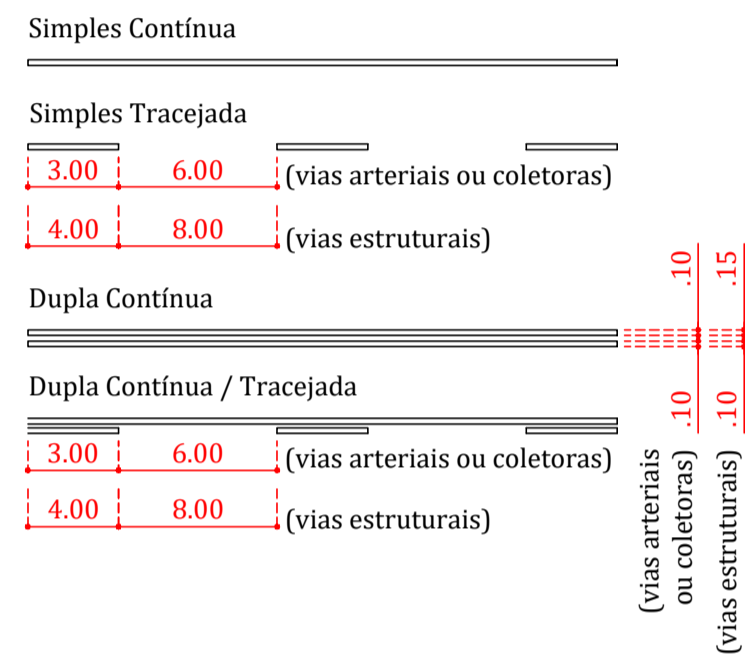 Simples Contínua
Simples Tracejada
3.00 6.00 (vias arteriais ou coletoras)
4.00 8.00 (vias estruturais)
Dupla Contínua
.10 .15
Dupla Contínua / Tracejada
.10 .10
3.00 6.00 (vias arteriais ou coletoras)
4.00 8.00 (vias estruturais)
(vias arteriais
ou coletoras)
(vias estruturais)